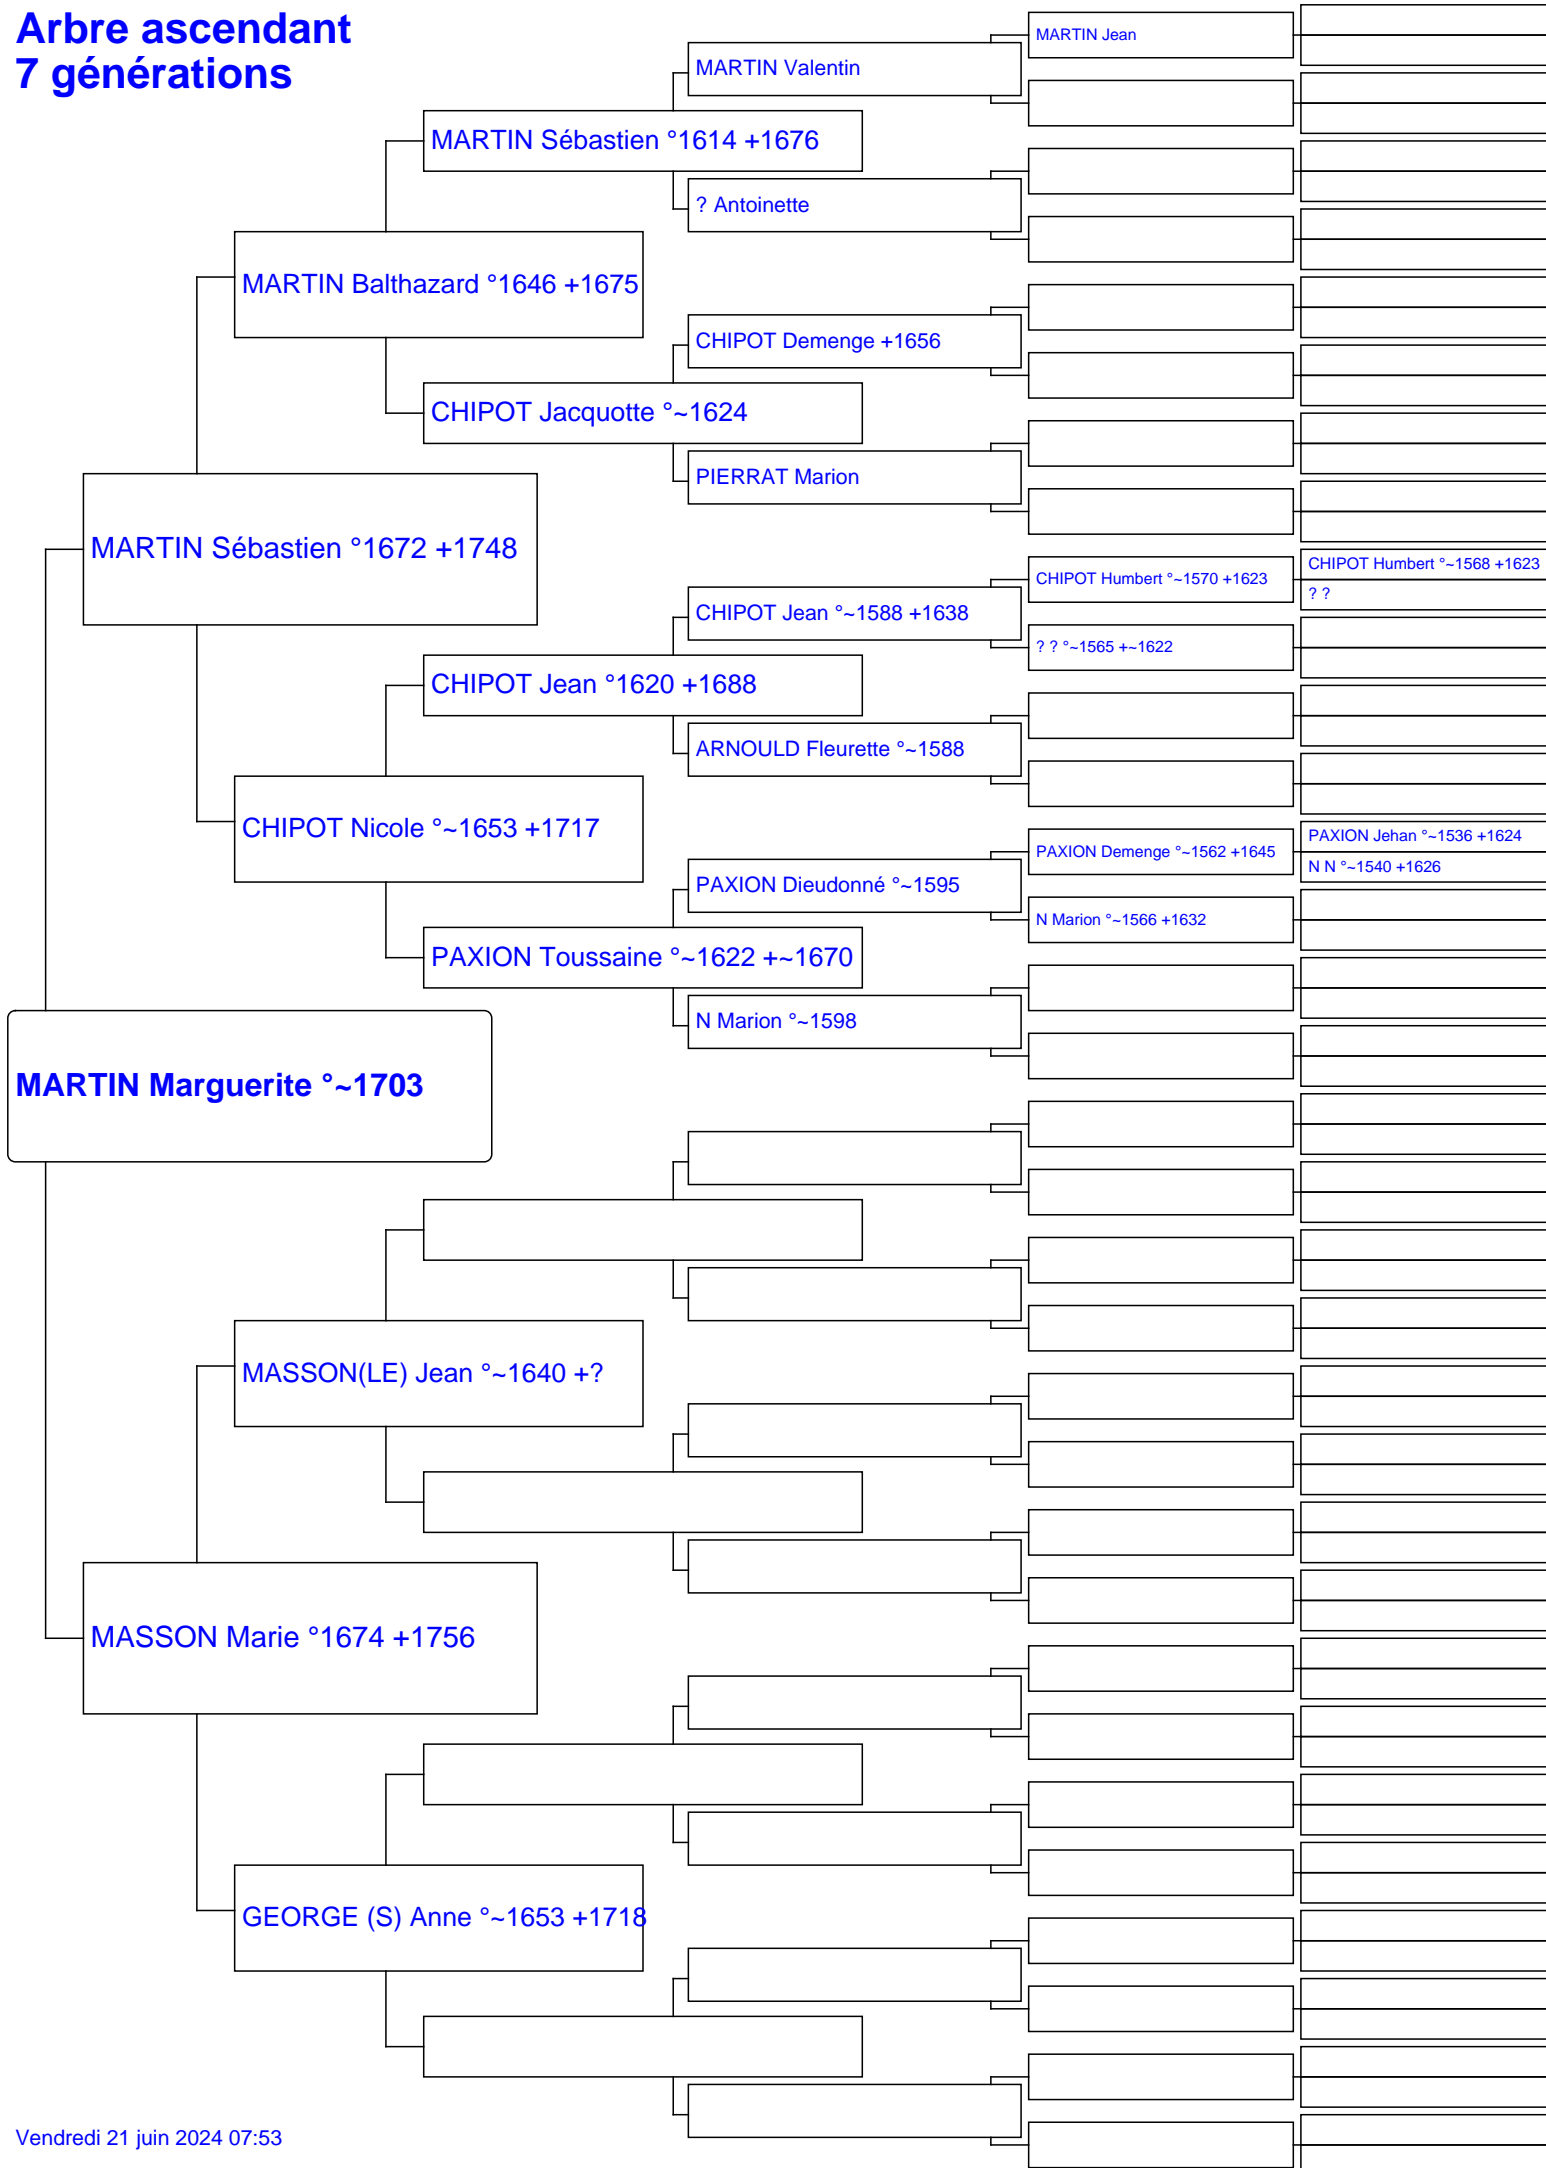 Arbre ascendant
7 générations
MARTIN Jean
MARTIN Valentin
MARTIN Sébastien °1614 +1676
? Antoinette
MARTIN Balthazard °1646 +1675
CHIPOT Demenge +1656
CHIPOT Jacquotte °~1624
PIERRAT Marion
MARTIN Sébastien °1672 +1748
CHIPOT Humbert °~1570 +1623
CHIPOT Humbert °~1568 +1623
? ?
CHIPOT Jean °~1588 +1638
? ? °~1565 +~1622
CHIPOT Jean °1620 +1688
ARNOULD Fleurette °~1588
CHIPOT Nicole °~1653 +1717
PAXION Demenge °~1562 +1645
PAXION Jehan °~1536 +1624
N N °~1540 +1626
PAXION Dieudonné °~1595
N Marion °~1566 +1632
PAXION Toussaine °~1622 +~1670
N Marion °~1598
MARTIN Marguerite °~1703
MASSON(LE) Jean °~1640 +?
MASSON Marie °1674 +1756
GEORGE (S) Anne °~1653 +1718
Vendredi 21 juin 2024 07:53